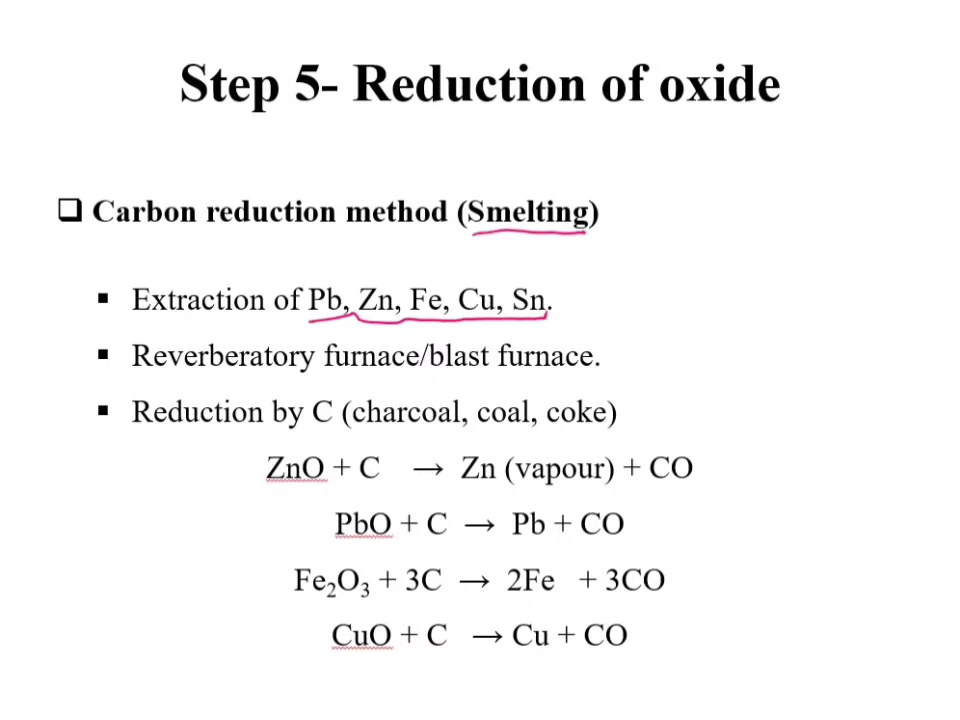 Step 5- Reduction of oxide
❑ Carbon reduction method (Smelting)
▪ Extraction of Pb, Zn, Fe, Cu, Sn.
▪ Reverberatory furnace/blast furnace.
▪ Reduction by C (charcoal, coal, coke)
ZnO + C → Zn (vapour) + CO
PbO + C → Pb + CO
Fe₂O₃ + 3C → 2Fe + 3CO
CuO + C → Cu + CO